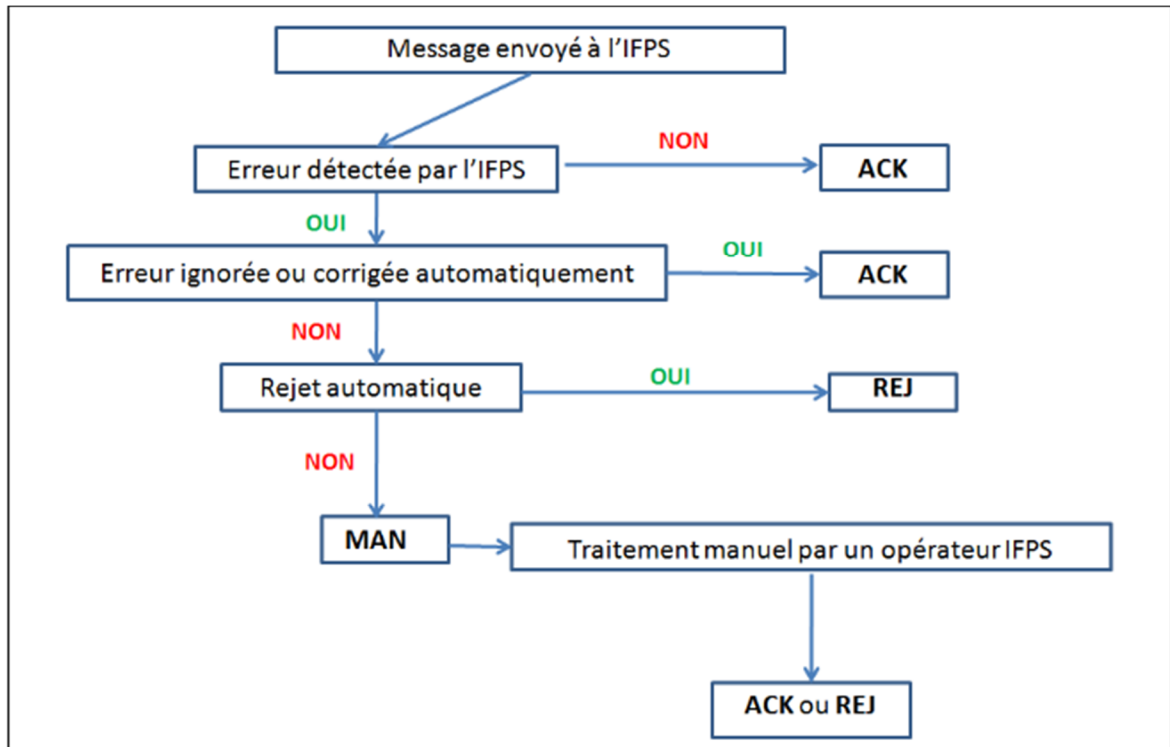 Message envoyé à l'IFPS
NON
Erreur détectée par l'IFPS
ACK
OUI
OUI
Erreur ignorée ou corrigée automatiquement
ACK
NON
OUI
Rejet automatique
REJ
NON
MAN
Traitement manuel par un opérateur IFPS
ACK ou REJ